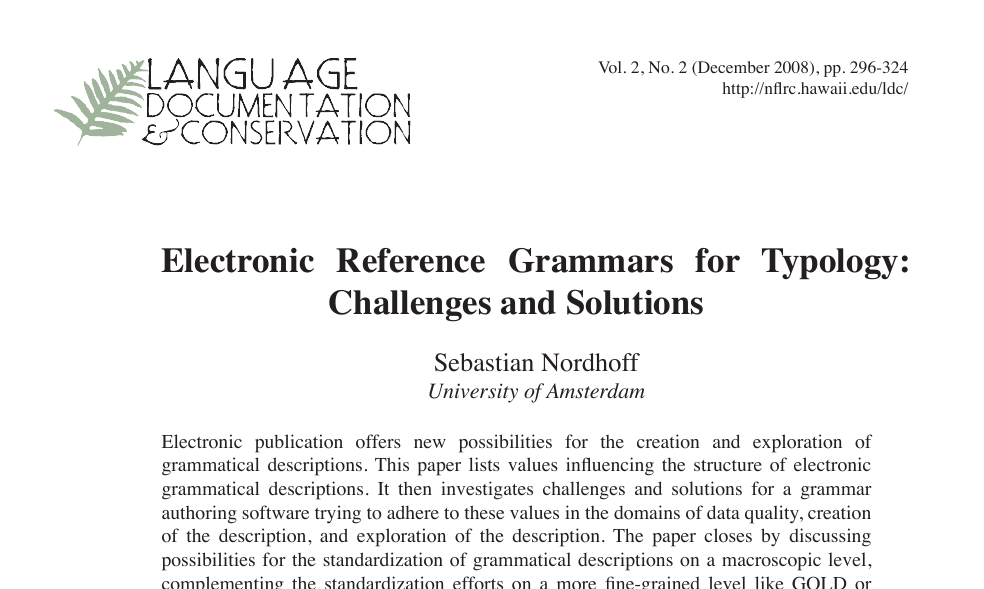 LANGUAGE
DOCUMENTATION
& CONSERVATION
Vol. 2, No. 2 (December 2008), pp. 296-324
http://nflrc.hawaii.edu/ldc/
Electronic Reference Grammars for Typology:
Challenges and Solutions
Sebastian Nordhoff
University of Amsterdam
Electronic publication offers new possibilities for the creation and exploration of
grammatical descriptions. This paper lists values influencing the structure of electronic
grammatical descriptions. It then investigates challenges and solutions for a grammar
authoring software trying to adhere to these values in the domains of data quality, creation
of the description, and exploration of the description. The paper closes by discussing
possibilities for the standardization of grammatical descriptions on a macroscopic level,
complementing the standardization efforts on a more fine-grained level like GOLD or